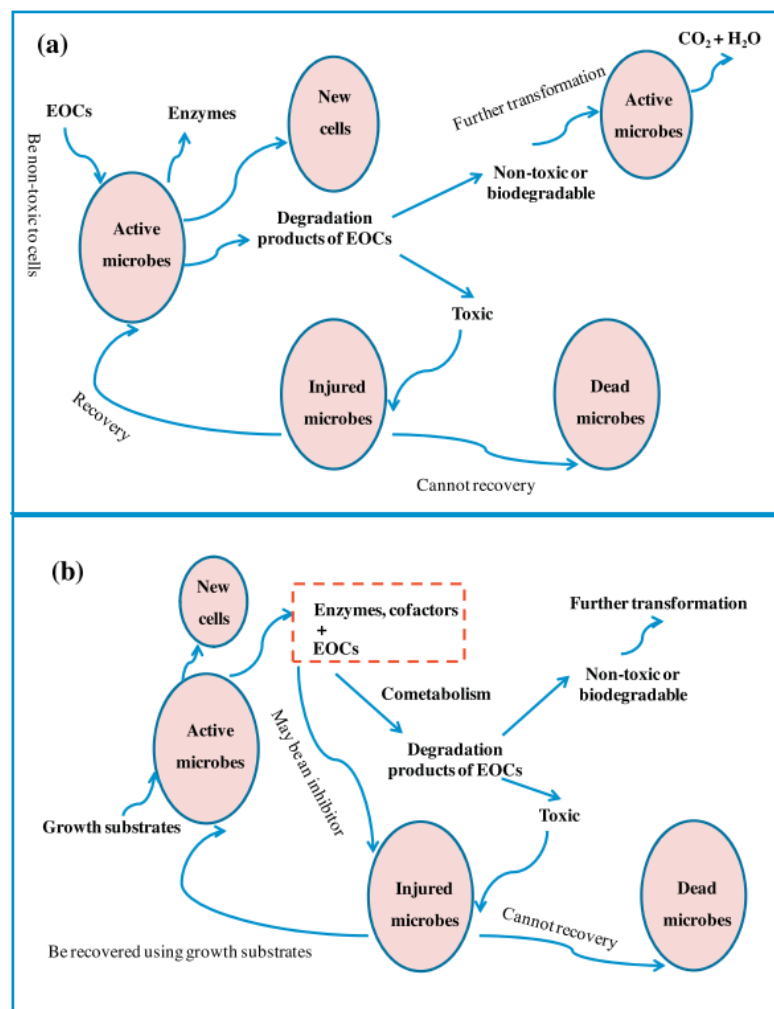 (a)
CO₂ + H₂O
EOCs
Enzymes
New
cells
Further transformation
Active
microbes
Be non-toxic to cells
Active
microbes
Degradation
products of EOCs
Non-toxic or
biodegradable
Toxic
Injured
microbes
Dead
microbes
Recovery
Cannot recovery
(b)
New
cells
Enzymes, cofactors
+
EOCs
Further transformation
Active
microbes
Cometabolism
Non-toxic or
biodegradable
May be an inhibitor
Degradation
products of EOCs
Growth substrates
Toxic
Injured
microbes
Dead
microbes
Cannot recovery
Be recovered using growth substrates